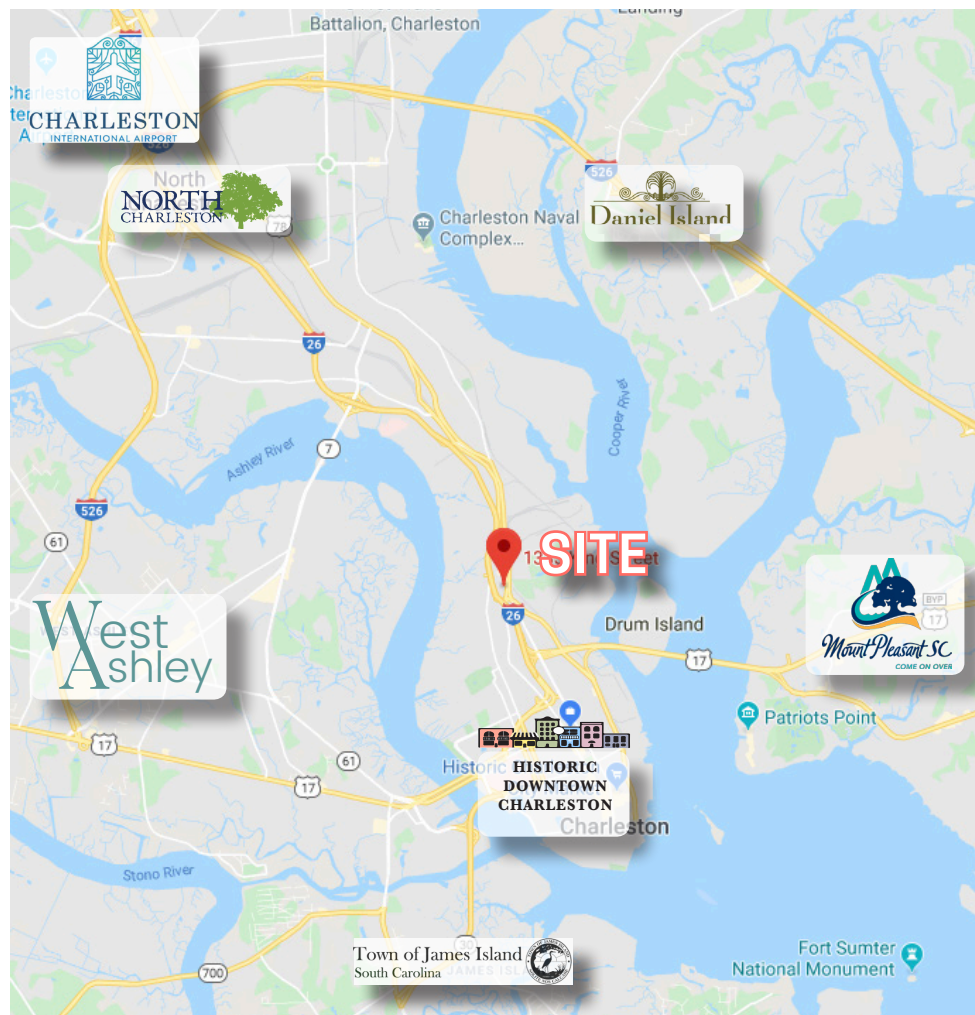 Battalion, Charleston
Landing
CHARLESTON
INTERNATIONAL AIRPORT
526
North
NORTH
CHARLESTON
78
Charleston Naval
Complex...
526
Daniel Island
26
Cooper River
Ashley River
7
526
61
SITE
26
Drum Island
17
BYP
17
Mount Pleasant SC
COME ON OVER
West
Ashley
Patriots Point
17
61
17
Historic
HISTORIC
DOWNTOWN
CHARLESTON
Charleston
Stono River
30
Town of James Island
South Carolina
700
Fort Sumter
National Monument